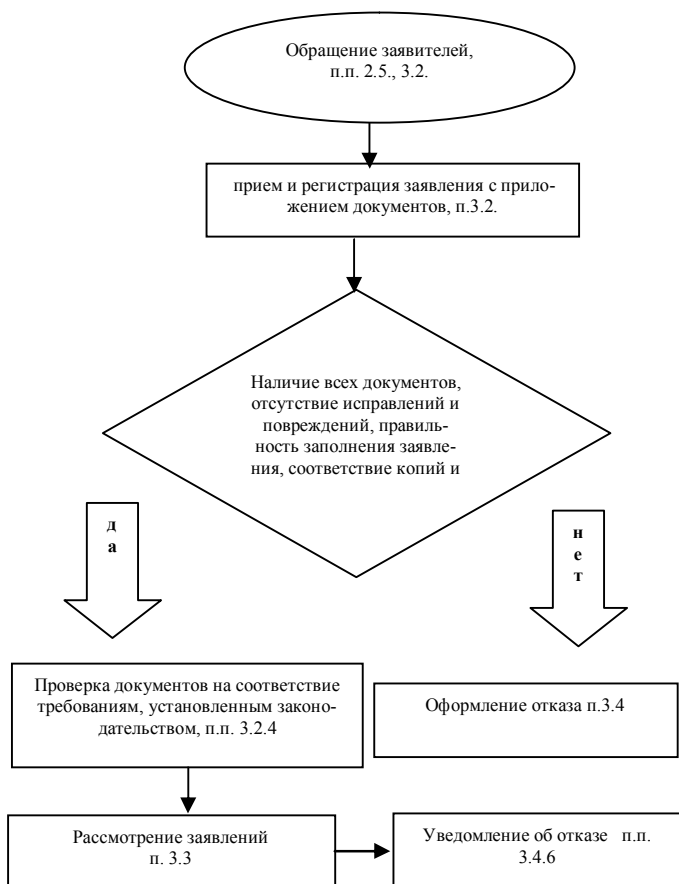 Обращение заявителей,
п.п. 2.5., 3.2.
прием и регистрация заявления с прило-
жением документов, п.3.2.
Наличие всех документов,
отсутствие исправлений и
повреждений, правиль-
ность заполнения заявле-
ния, соответствие копий и
д
а
н
е
т
Проверка документов на соответствие
требованиям, установленным законо-
дательством, п.п. 3.2.4
Оформление отказа п.3.4
Рассмотрение заявлений
п. 3.3
Уведомление об отказе п.п.
3.4.6